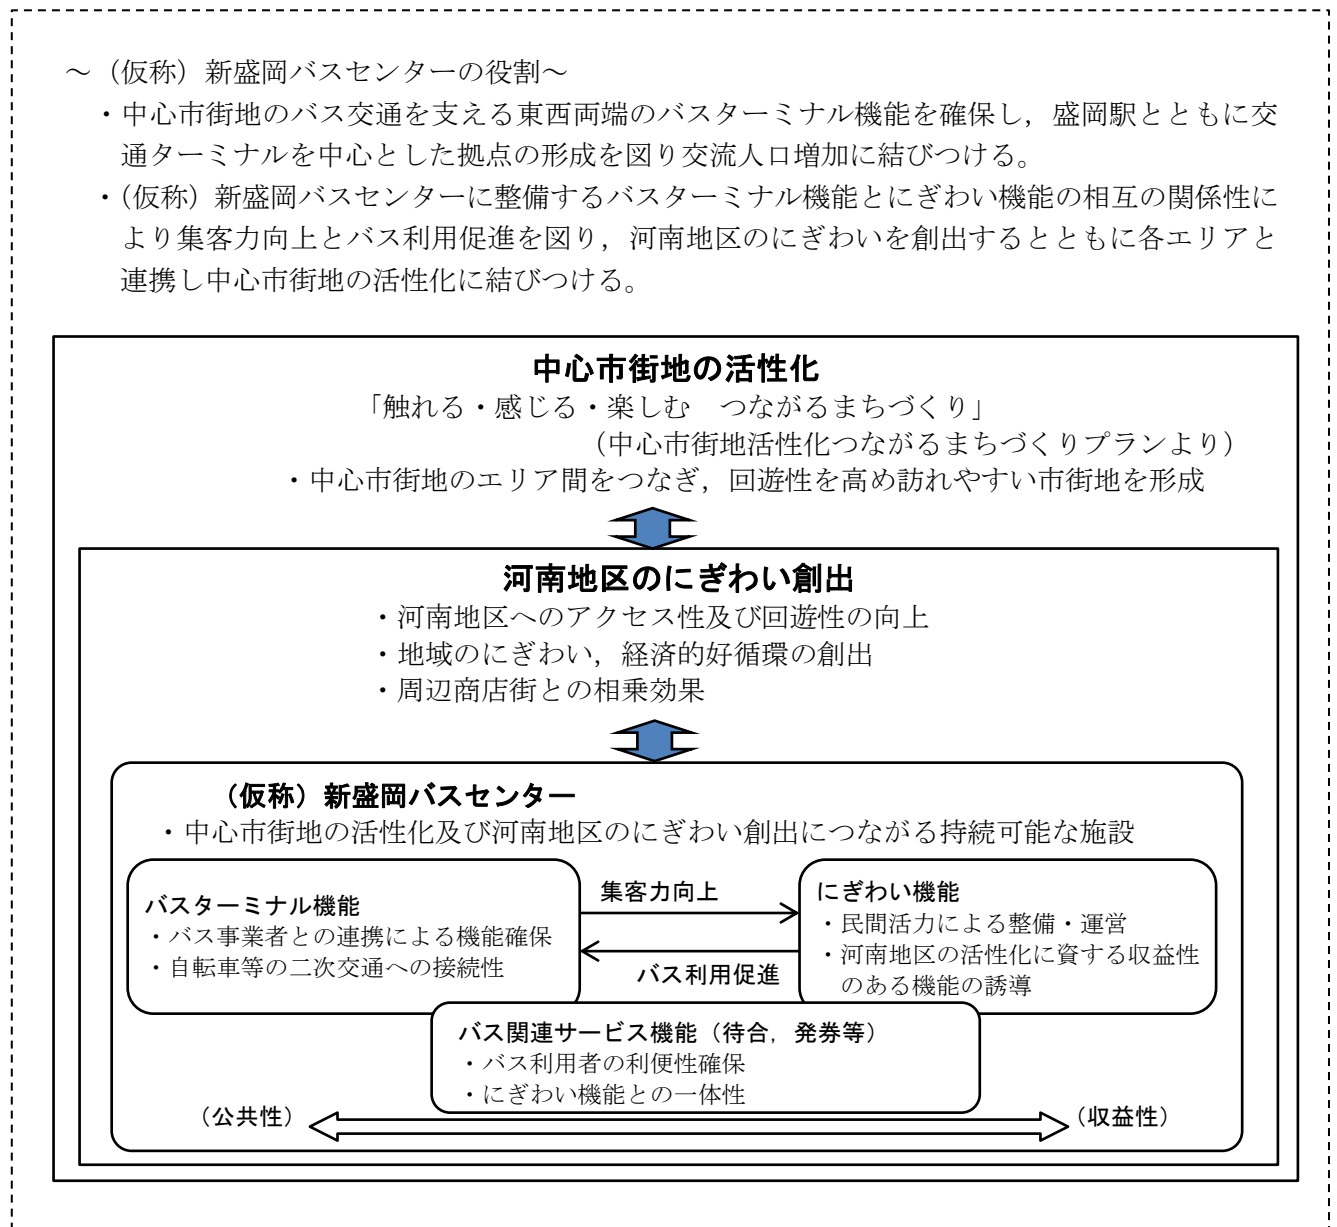 ～（仮称）新盛岡バスセンターの役割～
・中心市街地のバス交通を支える東西両端のバスターミナル機能を確保し，盛岡駅とともに交
通ターミナルを中心とした拠点の形成を図り交流人口増加に結びつける。
・（仮称）新盛岡バスセンターに整備するバスターミナル機能とにぎわい機能の相互の関係性に
より集客力向上とバス利用促進を図り，河南地区のにぎわいを創出するとともに各エリアと
連携し中心市街地の活性化に結びつける。
中心市街地の活性化
「触れる・感じる・楽しむ　つながるまちづくり」
（中心市街地活性化つながるまちづくりプランより）
・中心市街地のエリア間をつなぎ，回遊性を高め訪れやすい市街地を形成
河南地区のにぎわい創出
・河南地区へのアクセス性及び回遊性の向上
・地域のにぎわい，経済的好循環の創出
・周辺商店街との相乗効果
（仮称）新盛岡バスセンター
・中心市街地の活性化及び河南地区のにぎわい創出につながる持続可能な施設
バスターミナル機能
・バス事業者との連携による機能確保
・自転車等の二次交通への接続性
集客力向上
バス利用促進
にぎわい機能
・民間活力による整備・運営
・河南地区の活性化に資する収益性
のある機能の誘導
バス関連サービス機能（待合，発券等）
・バス利用者の利便性確保
・にぎわい機能との一体性
（公共性）
（収益性）